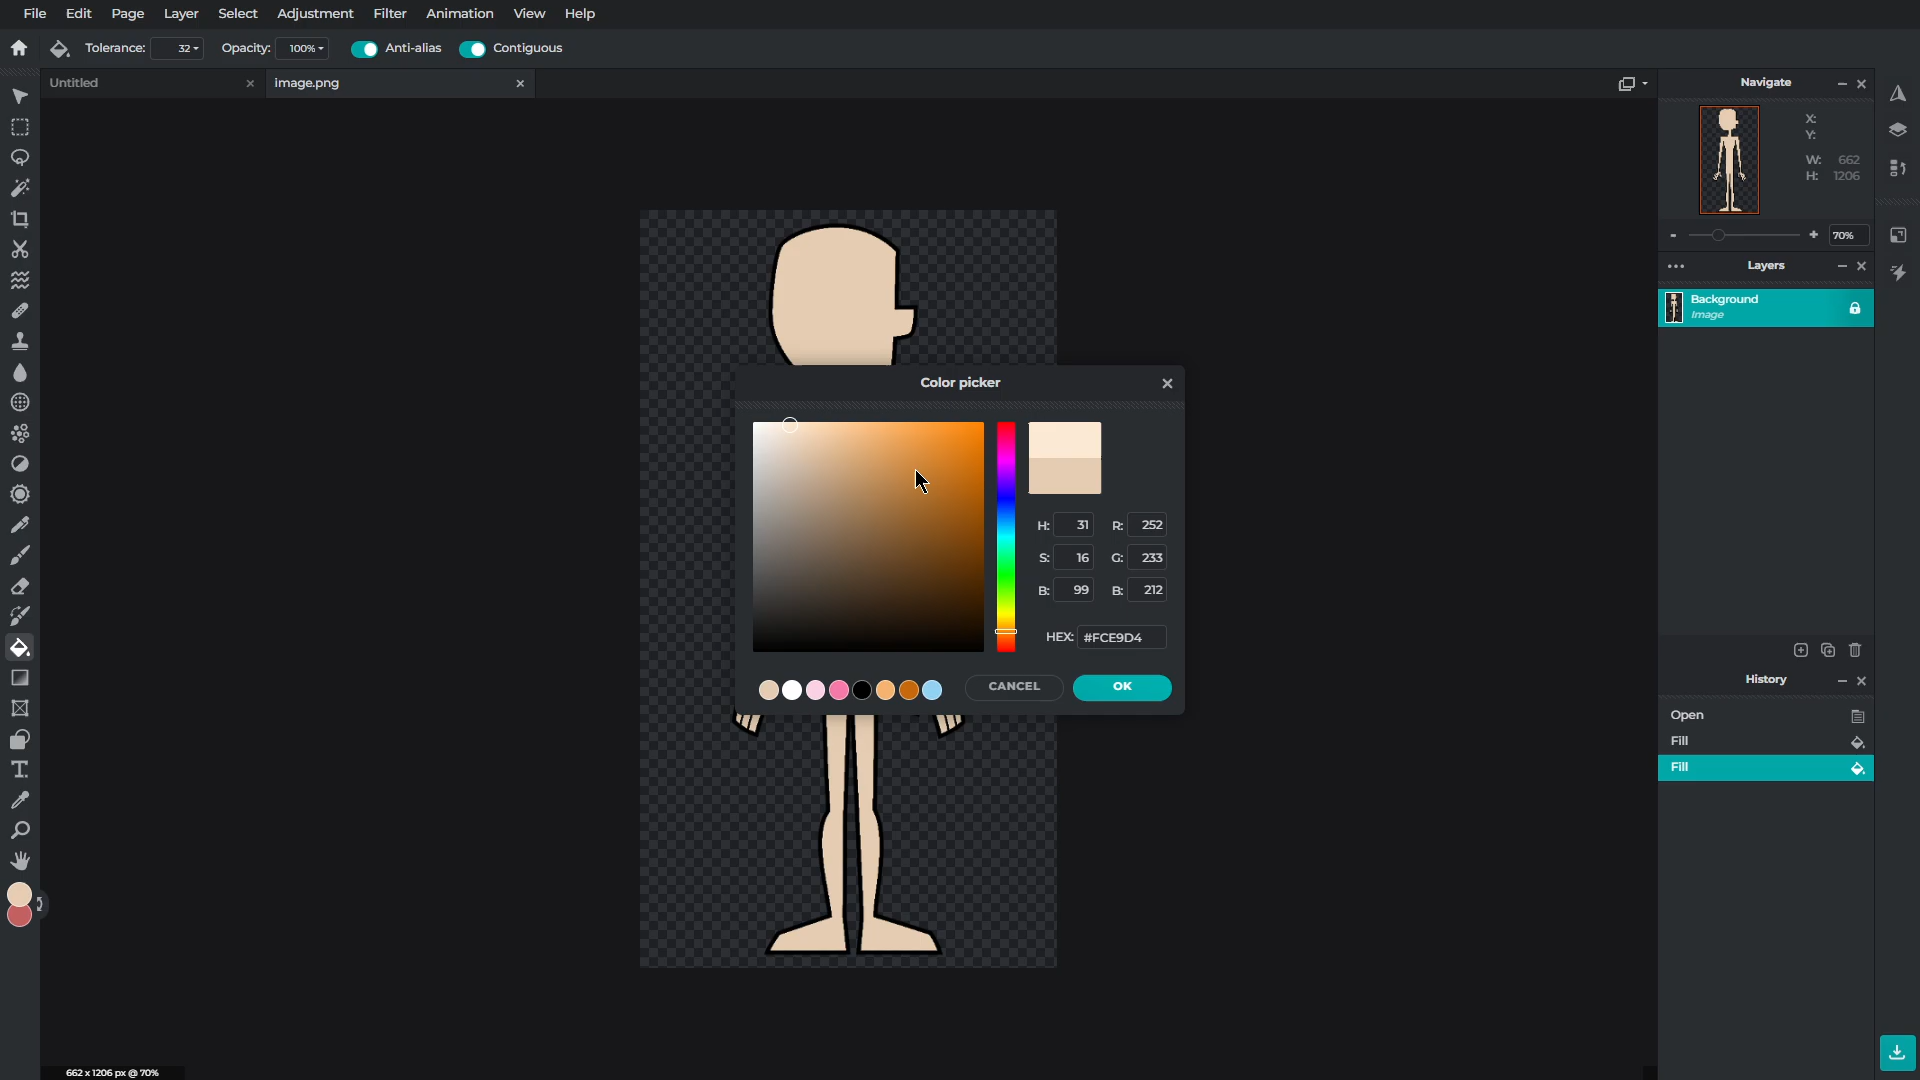 File Edit Page Layer Select Adjustment Filter Animation View Help
Tolerance: 32 Opacity: 100% Anti-alias Contiguous
Untitled image.png
Navigate
X:
Y:
W: 662
H: 1206
70%
Layers
Background
Image
Color picker
H: 31 R: 252
S: 16 G: 233
B: 99 B: 212
HEX: #FCE9D4
CANCEL OK
History
Open
Fill
Fill
662 x 1206 px @ 70%